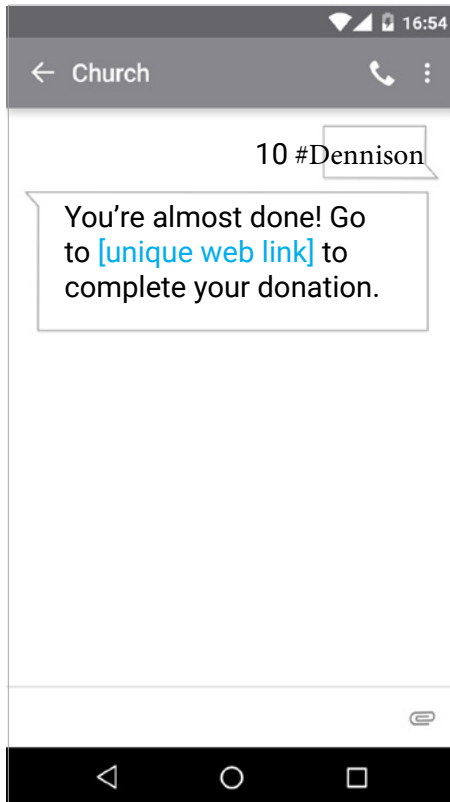 16:54
Church
10 #Dennison
You’re almost done! Go
to [unique web link] to
complete your donation.